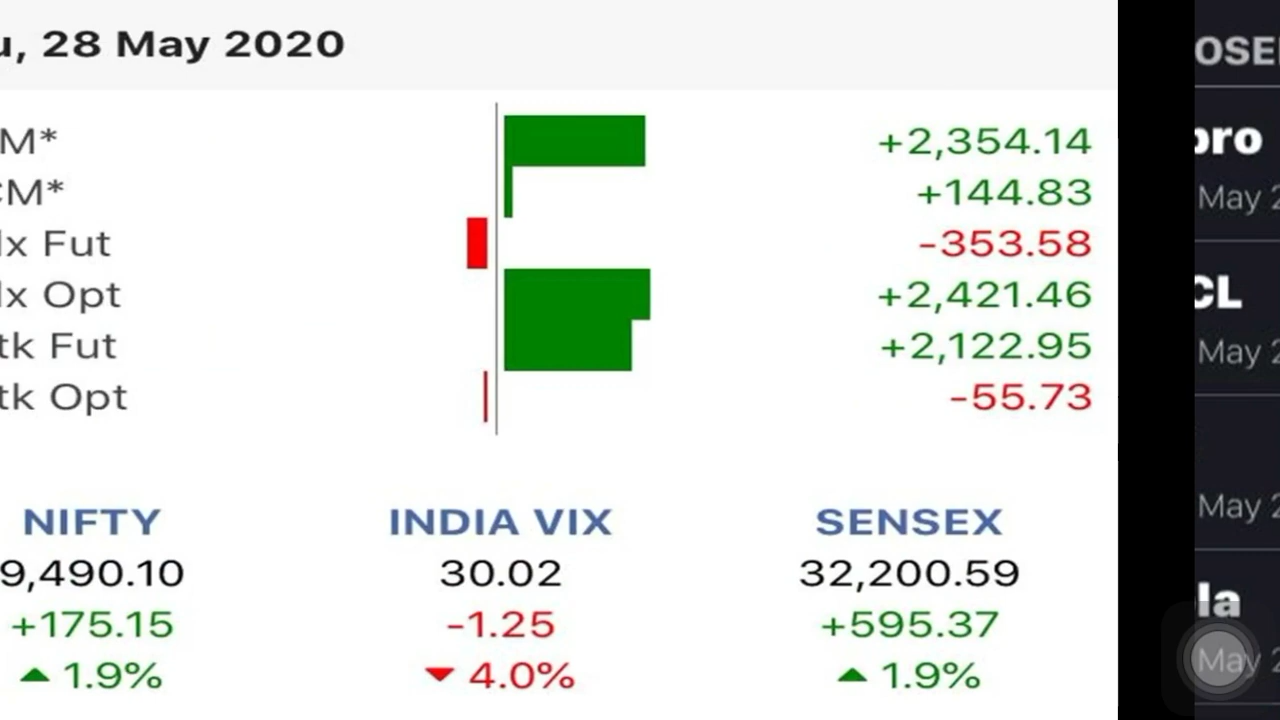 , 28 May 2020
M* +2,354.14
CM* +144.83
Ix Fut -353.58
Ix Opt +2,421.46
tk Fut +2,122.95
tk Opt -55.73
NIFTY INDIA VIX SENSEX
9,490.10 30.02 32,200.59
+175.15 -1.25 +595.37
▲ 1.9% ▼ 4.0% ▲ 1.9%
OSE
pro
May 2
CL
May 2
May 2
la
May 2